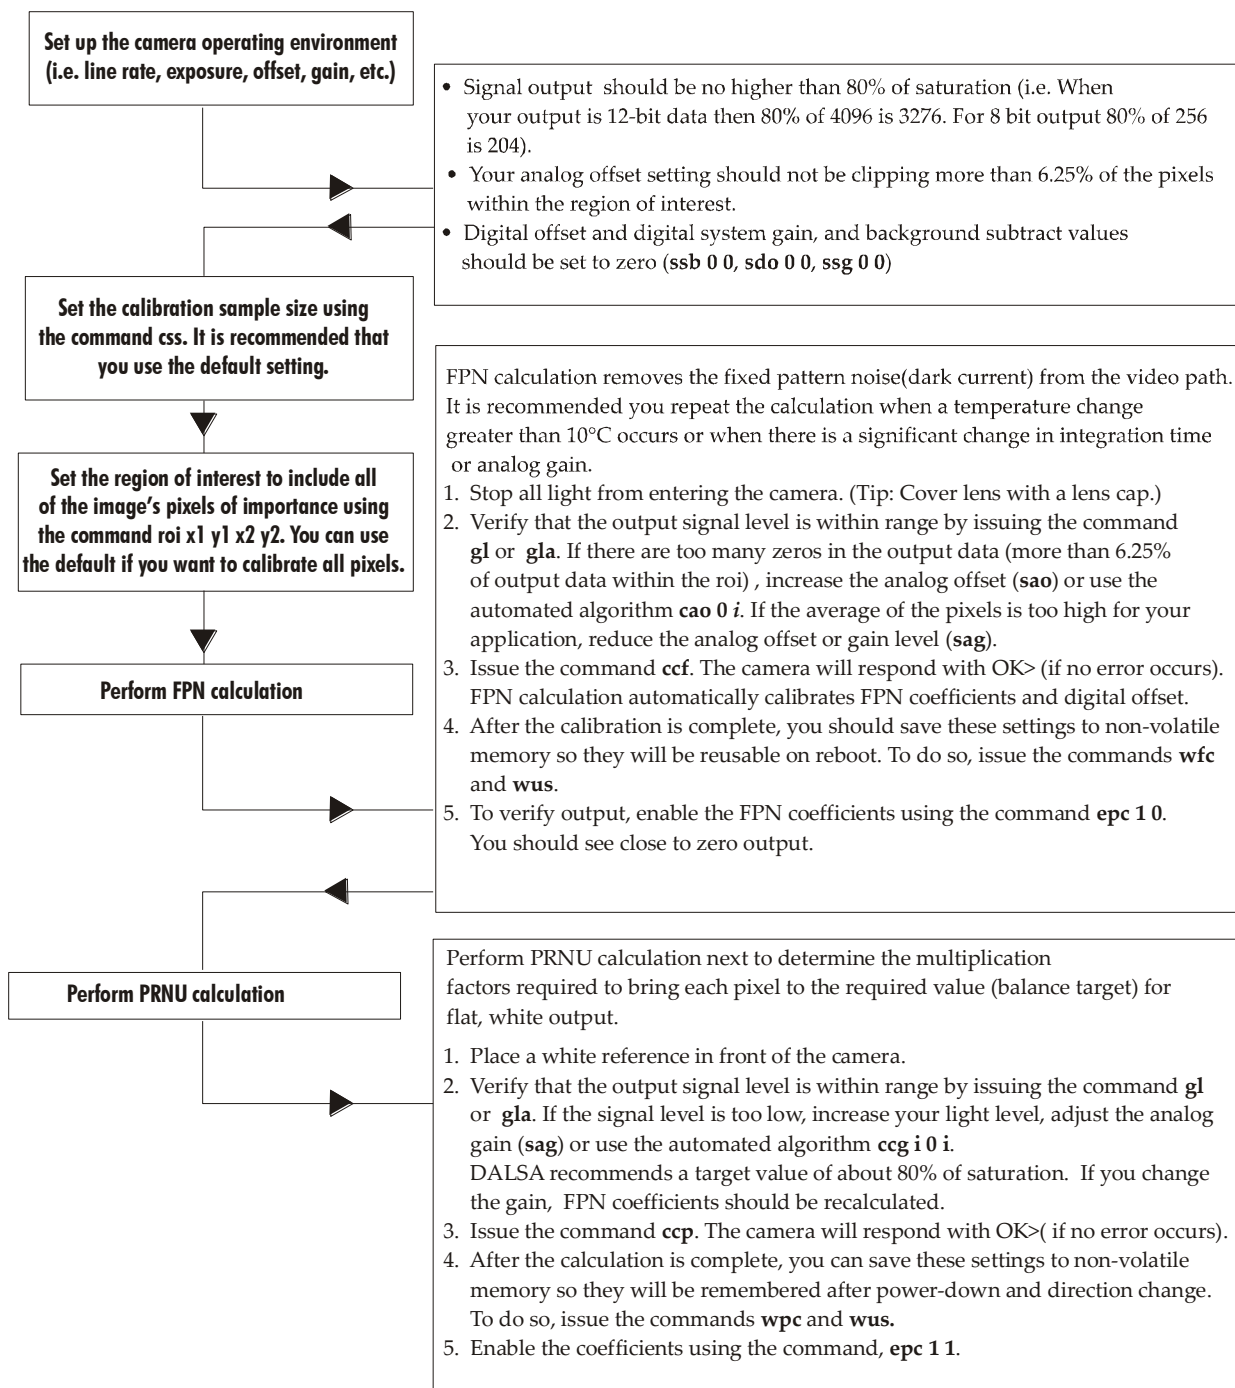 Set up the camera operating environment
(i.e. line rate, exposure, offset, gain, etc.)
• Signal output should be no higher than 80% of saturation (i.e. When
your output is 12-bit data then 80% of 4096 is 3276. For 8 bit output 80% of 256
is 204).
• Your analog offset setting should not be clipping more than 6.25% of the pixels
within the region of interest.
• Digital offset and digital system gain, and background subtract values
should be set to zero (ssb 0 0, sdo 0 0, ssg 0 0)
Set the calibration sample size using
the command css. It is recommended that
you use the default setting.
Set the region of interest to include all
of the image's pixels of importance using
the command roi x1 y1 x2 y2. You can use
the default if you want to calibrate all pixels.
Perform FPN calculation
FPN calculation removes the fixed pattern noise(dark current) from the video path.
It is recommended you repeat the calculation when a temperature change
greater than 10°C occurs or when there is a significant change in integration time
or analog gain.
1. Stop all light from entering the camera. (Tip: Cover lens with a lens cap.)
2. Verify that the output signal level is within range by issuing the command
gl or gla. If there are too many zeros in the output data (more than 6.25%
of output data within the roi) , increase the analog offset (sao) or use the
automated algorithm cao 0 i. If the average of the pixels is too high for your
application, reduce the analog offset or gain level (sag).
3. Issue the command ccf. The camera will respond with OK> (if no error occurs).
FPN calculation automatically calibrates FPN coefficients and digital offset.
4. After the calibration is complete, you should save these settings to non-volatile
memory so they will be reusable on reboot. To do so, issue the commands wfc
and wus.
5. To verify output, enable the FPN coefficients using the command epc 1 0.
You should see close to zero output.
Perform PRNU calculation
Perform PRNU calculation next to determine the multiplication
factors required to bring each pixel to the required value (balance target) for
flat, white output.
1. Place a white reference in front of the camera.
2. Verify that the output signal level is within range by issuing the command gl
or gla. If the signal level is too low, increase your light level, adjust the analog
gain (sag) or use the automated algorithm ccg i 0 i.
DALSA recommends a target value of about 80% of saturation. If you change
the gain, FPN coefficients should be recalculated.
3. Issue the command ccp. The camera will respond with OK>( if no error occurs).
4. After the calculation is complete, you can save these settings to non-volatile
memory so they will be remembered after power-down and direction change.
To do so, issue the commands wpc and wus.
5. Enable the coefficients using the command, epc 1 1.